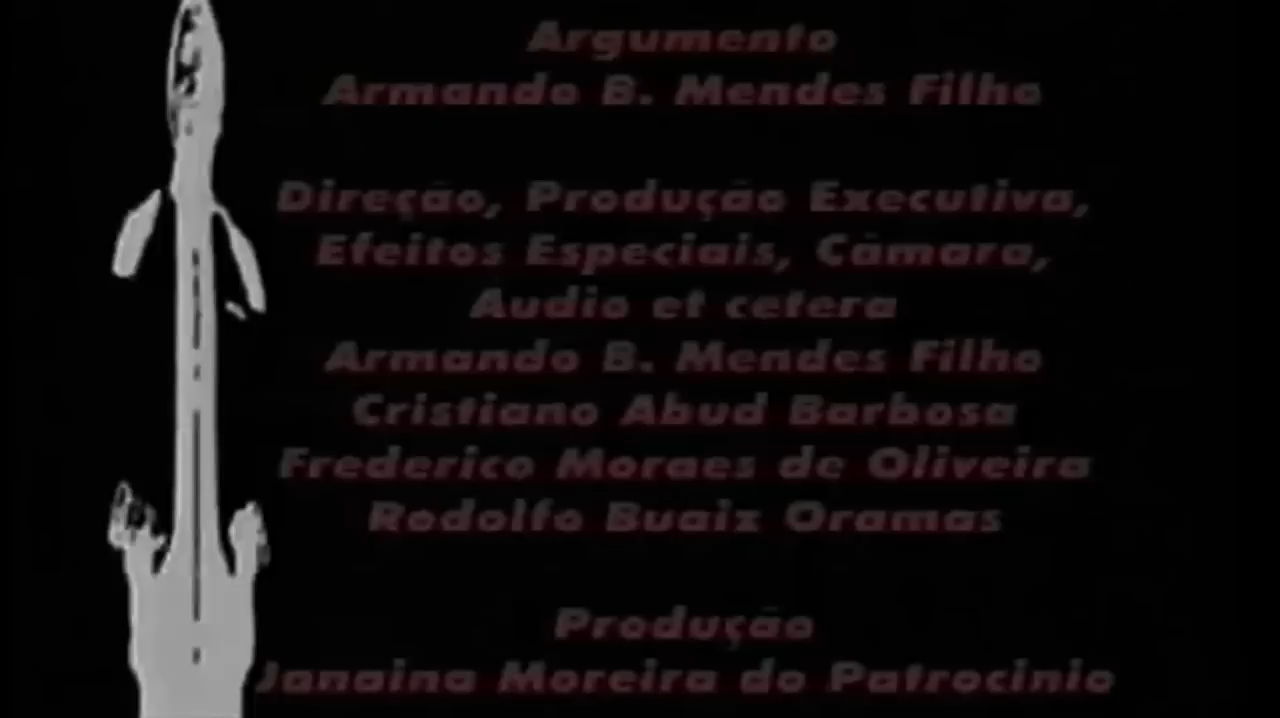 Argumento
Armando B. Mendes Filho
Direção, Produção Executiva,
Efeitos Especiais, Câmara,
Áudio et cetera
Armando B. Mendes Filho
Cristiano Abud Barbosa
Frederico Moraes de Oliveira
Rodolfo Buaiz Oramas
Produção
Janaina Moreira do Patrocinio